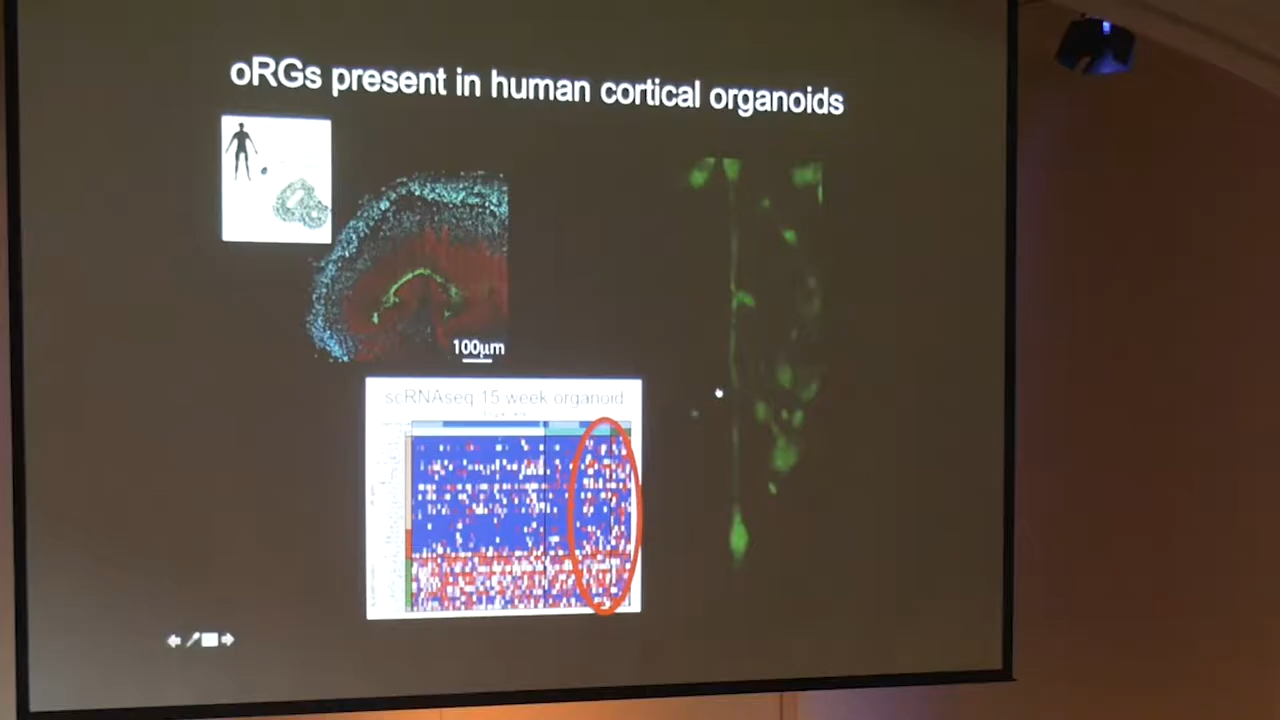 oRGs present in human cortical organoids
100µm
scRNAseq 15 week organoid